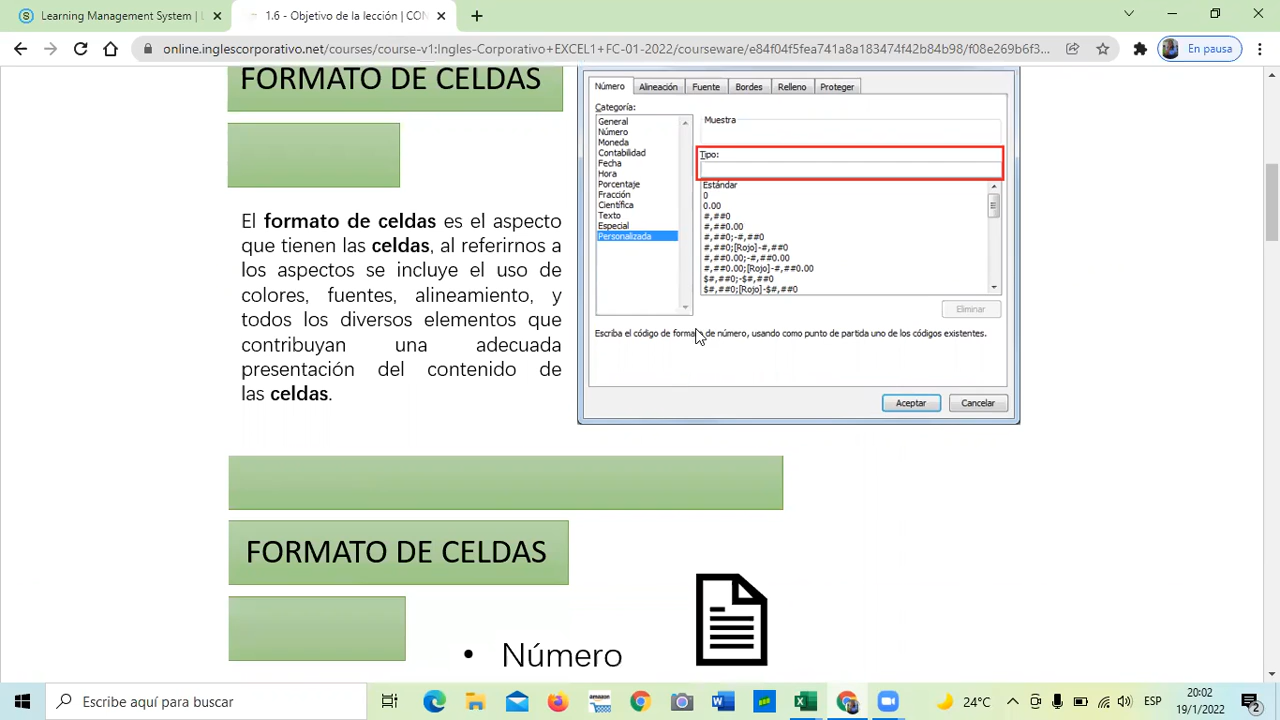 Learning Management System | L
1.6 - Objetivo de la lección | CON
online.inglescorporativo.net/courses/course-v1:Ingles-Corporativo+EXCEL1+FC-01-2022/courseware/e84f04f5fea741a8a183474f42b84b98/f08e269b6f3...
En pausa
FORMATO DE CELDAS
El formato de celdas es el aspecto
que tienen las celdas, al referirnos a
los aspectos se incluye el uso de
colores, fuentes, alineamiento, y
todos los diversos elementos que
contribuyan una adecuada
presentación del contenido de
las celdas.
Número Alineación Fuente Bordes Relleno Proteger
Categoría:
General
Número
Moneda
Contabilidad
Fecha
Hora
Porcentaje
Fracción
Científica
Texto
Especial
Personalizada
Muestra
Tipo:
Estándar
0
0.00
#,##0
#,##0.00
#,##0;-#,##0
#,##0;[Rojo]-#,##0
#,##0.00;-#,##0.00
#,##0.00;[Rojo]-#,##0.00
$#,##0;-$#,##0
$#,##0;[Rojo]-$#,##0
Eliminar
Escriba el código de formato de número, usando como punto de partida uno de los códigos existentes.
Aceptar Cancelar
FORMATO DE CELDAS
• Número
Escribe aquí para buscar
amazon
24°C
ESP
20:02
19/1/2022
2